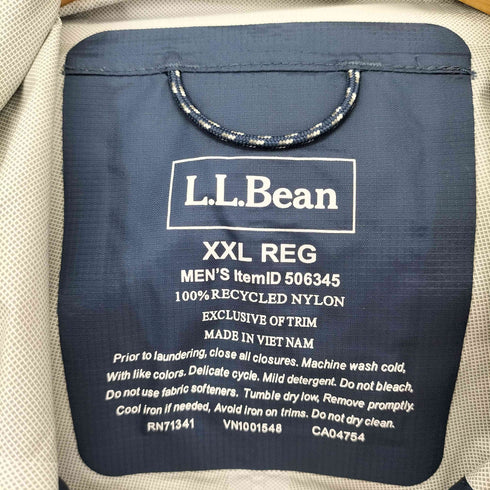 L.L.Bean
XXL REG
MEN'S ItemID 506345
100% RECYCLED NYLON
EXCLUSIVE OF TRIM
MADE IN VIET NAM
Prior to laundering, close all closures. Machine wash cold,
With like colors. Delicate cycle. Mild detergent. Do not bleach,
Do not use fabric softeners. Tumble dry low, Remove promptly.
Cool iron if needed, Avoid iron on trims. Do not dry clean.
RN71341 VN1001548 CA04754